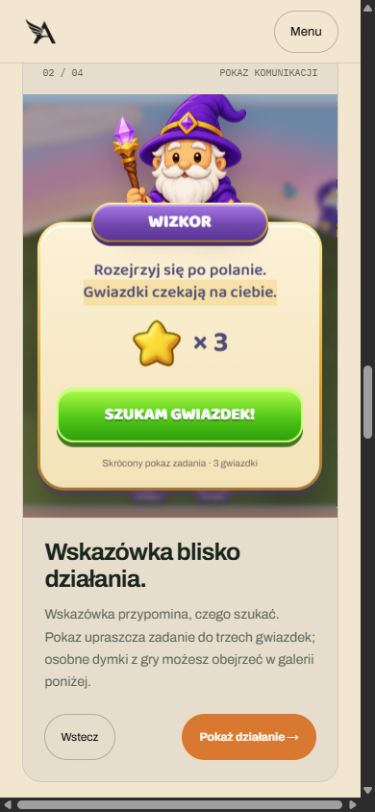 Menu
02 / 04
POKAZ KOMUNIKACJI
WIZKOR
Rozejrzyj się po polanie.
Gwiazdki czekają na ciebie.
× 3
SZUKAM GWIAZDEK!
Skrócony pokaz zadania · 3 gwiazdki
Wskazówka blisko
działania.
Wskazówka przypomina, czego szukać.
Pokaz upraszcza zadanie do trzech gwiazdek;
osobne dymki z gry możesz obejrzeć w galerii
poniżej.
Wstecz
Pokaż działanie →